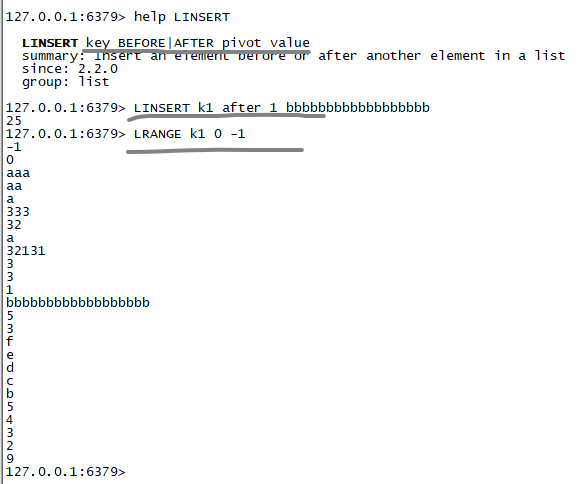 127.0.0.1:6379> help LINSERT
LINSERT key BEFORE|AFTER pivot value
summary: Insert an element before or after another element in a list
since: 2.2.0
group: list
127.0.0.1:6379> LINSERT k1 after 1 bbbbbbbbbbbbbbbbbb
25
127.0.0.1:6379> LRANGE k1 0 -1
-1
0
aaa
aa
a
333
32
a
32131
3
3
1
bbbbbbbbbbbbbbbbbb
5
3
f
e
d
c
b
5
4
3
2
9
127.0.0.1:6379>